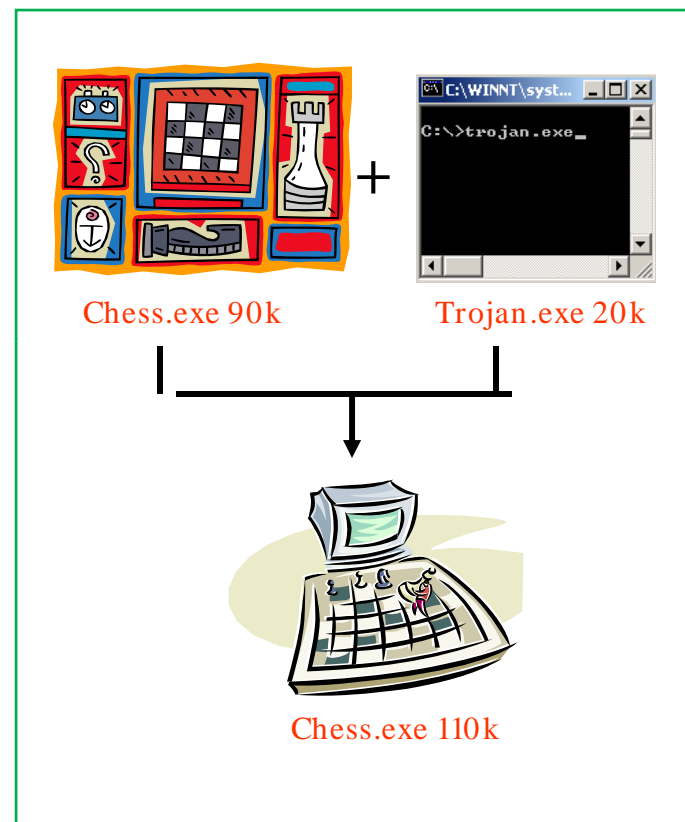 C:\WINNT\syst...
C:\>trojan.exe_
+
Chess.exe 90k
Trojan.exe 20k
Chess.exe 110k